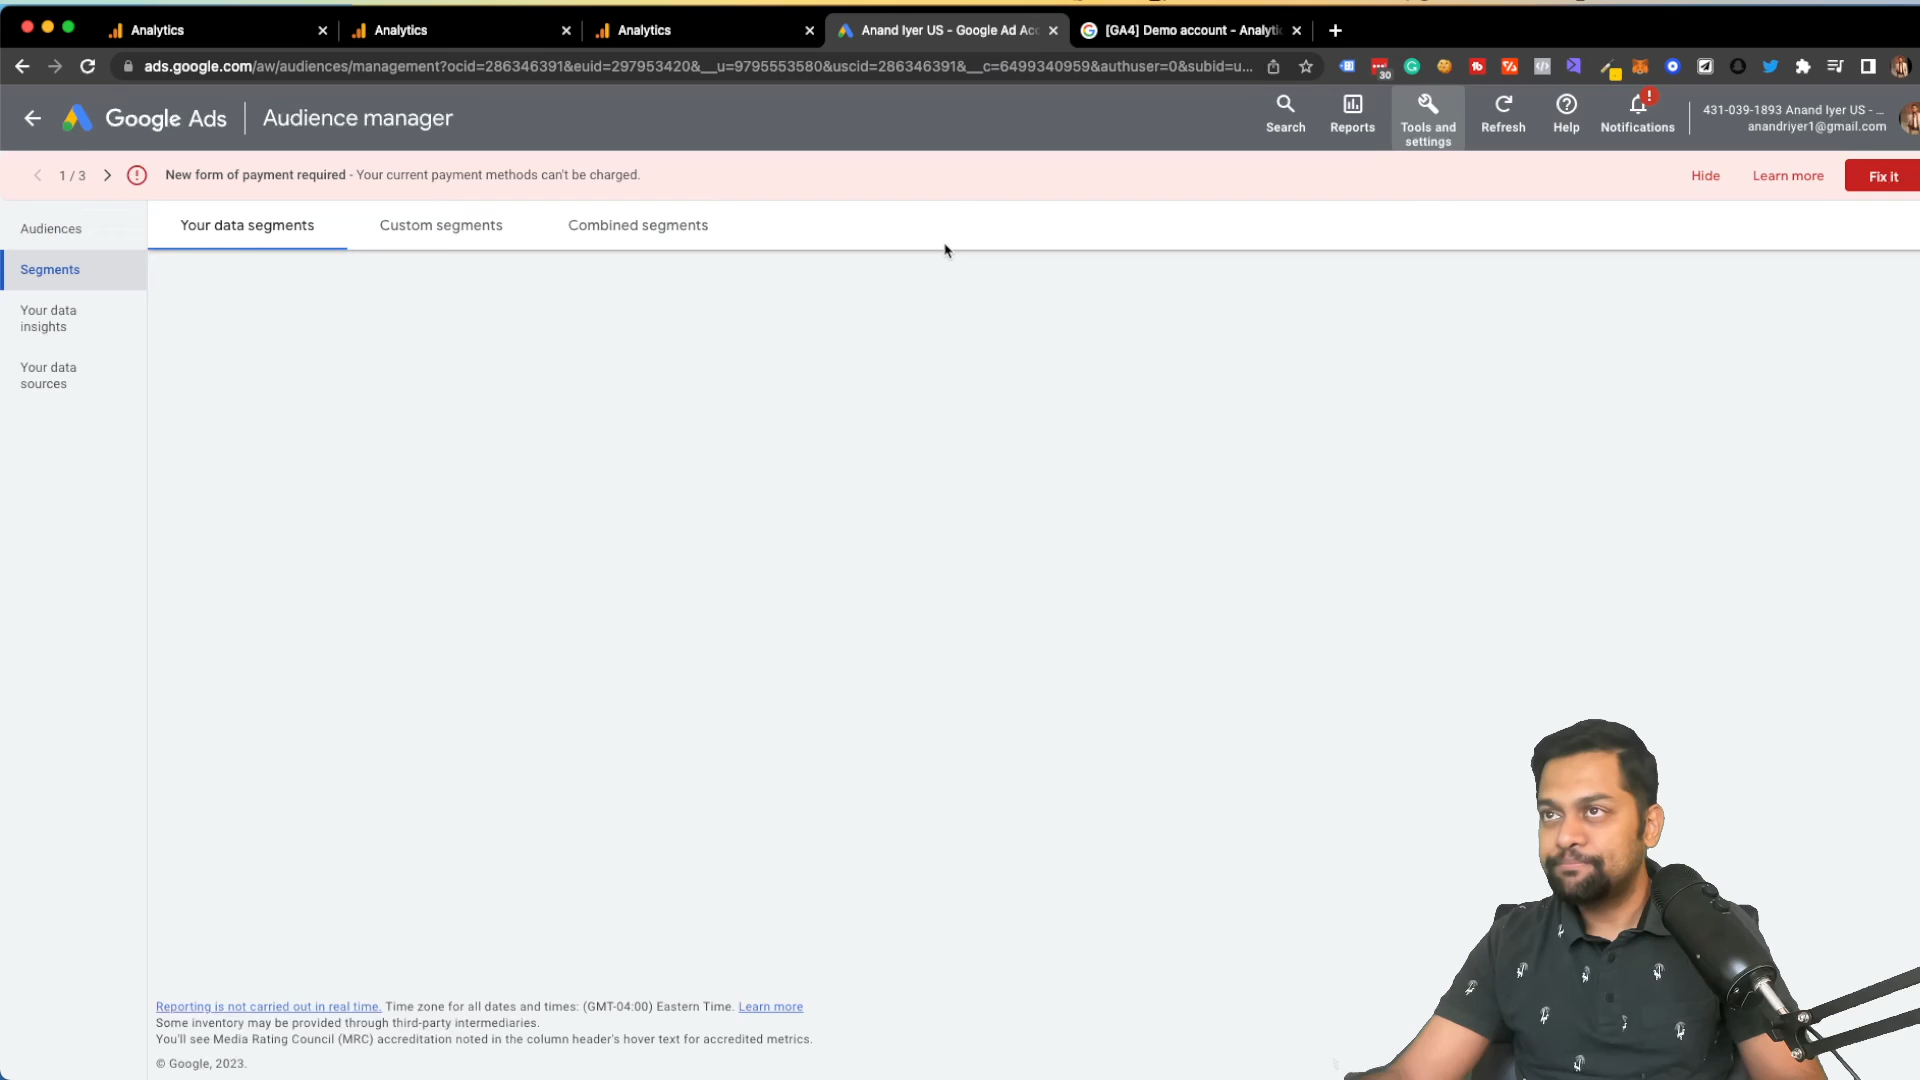 Analytics
Analytics
Analytics
Anand Iyer US - Google Ad Acc
[GA4] Demo account - Analytic
ads.google.com/aw/audiences/management?ocid=286346391&euid=297953420&__u=9795553580&uscid=286346391&__c=6499340959&authuser=0&subid=u...
30
Google Ads
Audience manager
Search
Reports
Tools and settings
Refresh
Help
Notifications
431-039-1893 Anand Iyer US - ...
anandriyer1@gmail.com
1 / 3
New form of payment required - Your current payment methods can't be charged.
Hide
Learn more
Fix it
Audiences
Segments
Your data insights
Your data sources
Your data segments
Custom segments
Combined segments
Reporting is not carried out in real time. Time zone for all dates and times: (GMT-04:00) Eastern Time. Learn more
Some inventory may be provided through third-party intermediaries.
You'll see Media Rating Council (MRC) accreditation noted in the column header's hover text for accredited metrics.
© Google, 2023.